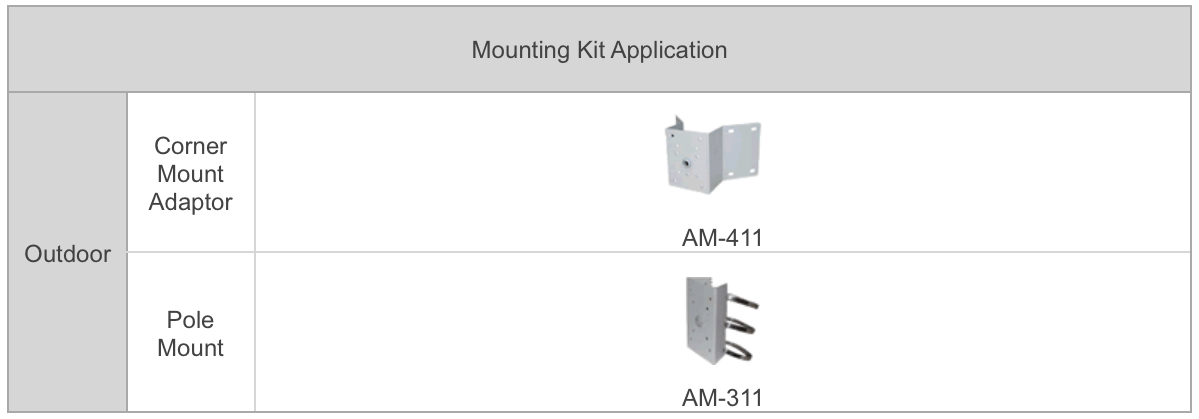 Mounting Kit Application
Outdoor
Corner
Mount
Adaptor
AM-411
Pole
Mount
AM-311